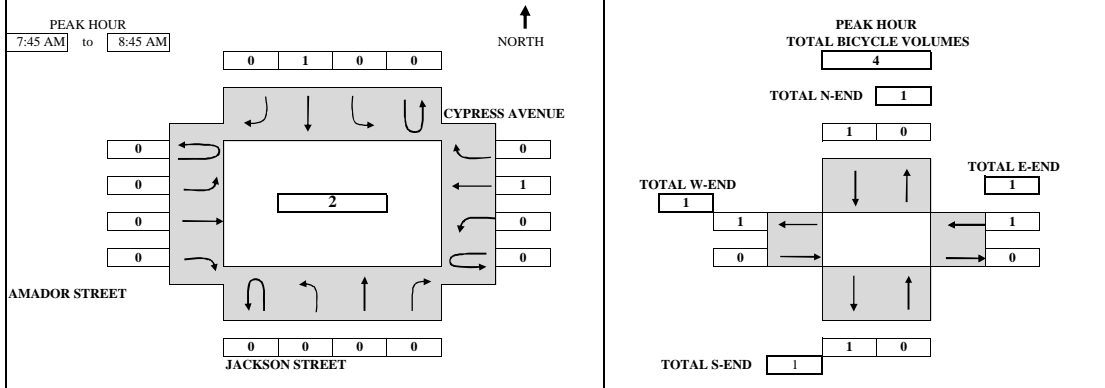 PEAK HOUR
7:45 AM to 8:45 AM
NORTH
0 1 0 0
CYPRESS AVENUE
0 0
0 1
2
0 0
0 0
AMADOR STREET
0 0 0 0
JACKSON STREET
PEAK HOUR
TOTAL BICYCLE VOLUMES
4
TOTAL N-END 1
1 0
TOTAL E-END
1
TOTAL W-END
1
1 1
0 0
1 0
TOTAL S-END 1